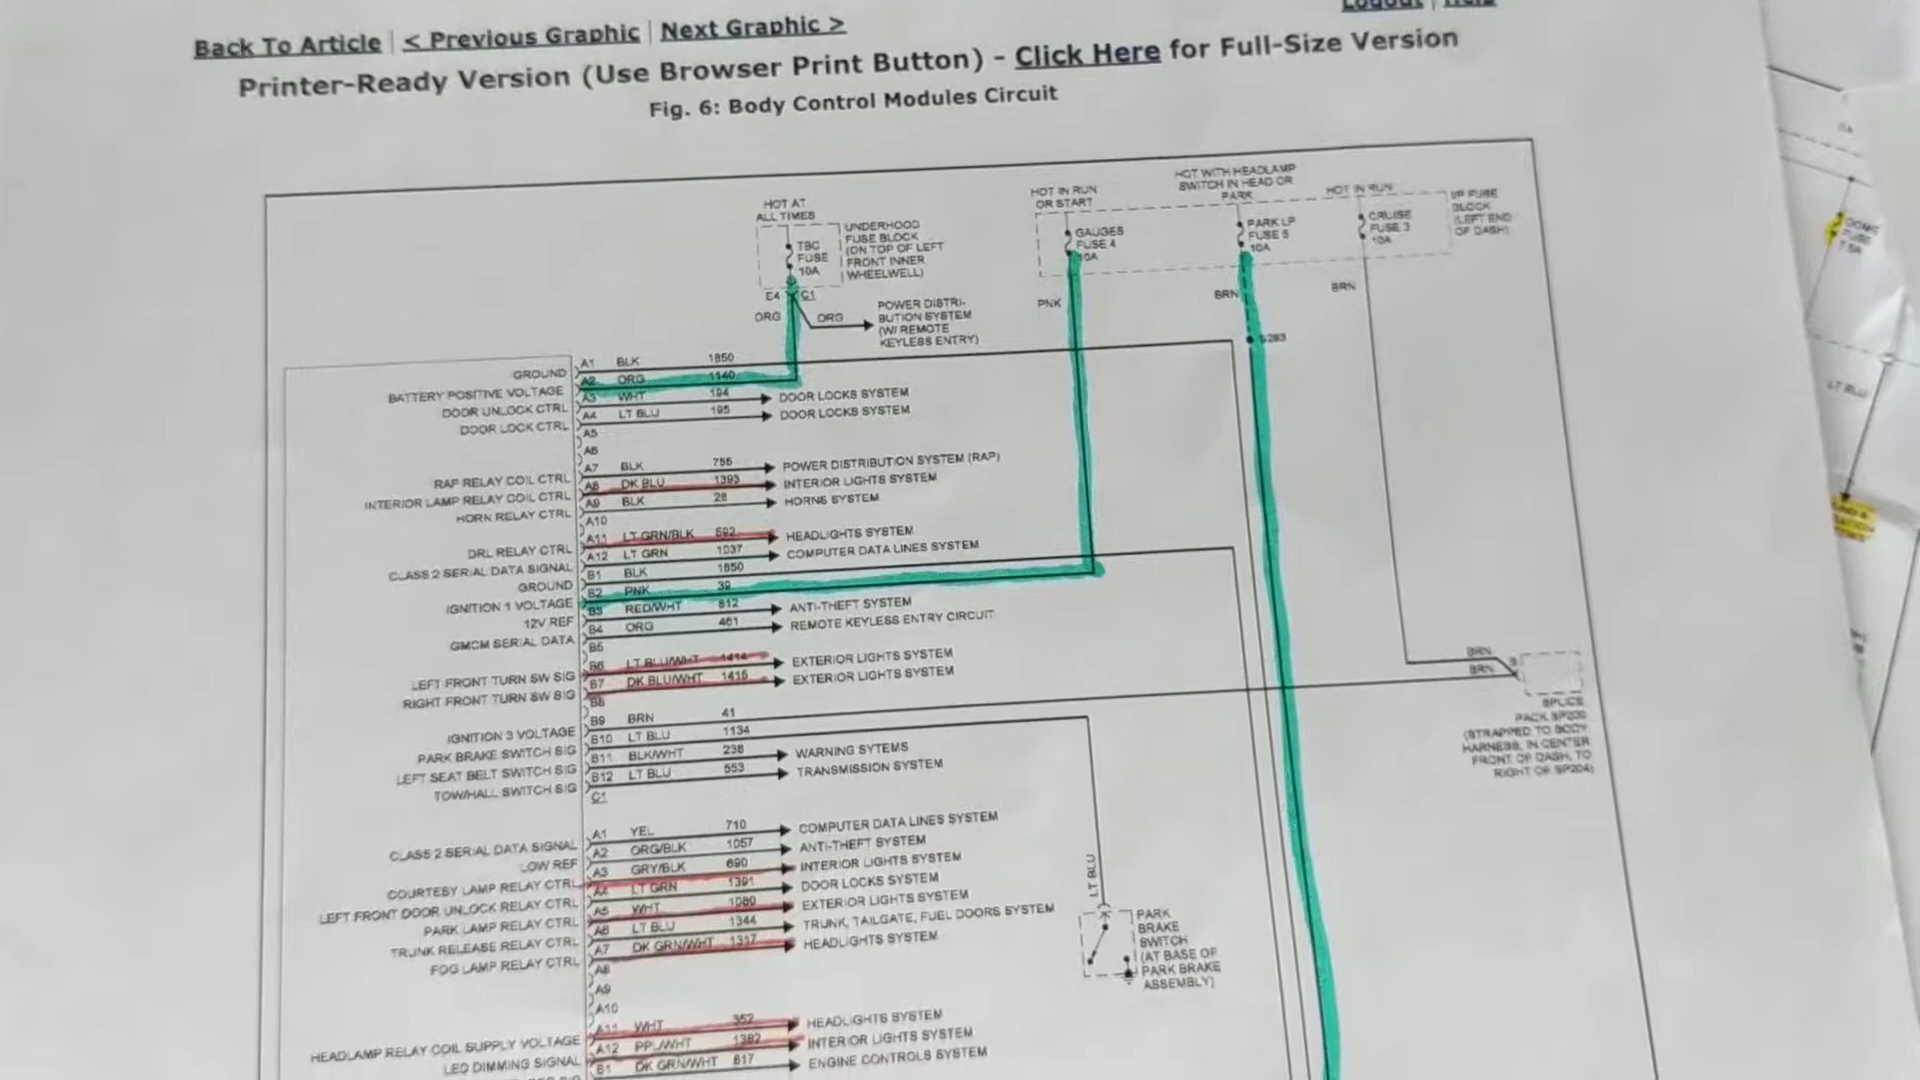 Back To Article | < Previous Graphic | Next Graphic >
Logout | Help
Printer-Ready Version (Use Browser Print Button) - Click Here for Full-Size Version
Fig. 6: Body Control Modules Circuit
HOT AT
ALL TIMES
TBC
FUSE
10A
UNDERHOOD
FUSE BLOCK
(ON TOP OF LEFT
FRONT INNER
WHEELWELL)
E4 C1
ORG
ORG
POWER DISTRI-
BUTION SYSTEM
(W/ REMOTE
KEYLESS ENTRY)
HOT IN RUN
OR START
GAUGES
FUSE 4
10A
PNK
HOT WITH HEADLAMP
SWITCH IN HEAD OR
PARK
PARK LP
FUSE 5
10A
BRN
S283
HOT IN RUN
CRUISE
FUSE 3
10A
BRN
I/P FUSE
BLOCK
(LEFT END
OF DASH)
GROUND A1 BLK 1850
BATTERY POSITIVE VOLTAGE A2 ORG 1140
DOOR UNLOCK CTRL A3 WHT 194 DOOR LOCKS SYSTEM
DOOR LOCK CTRL A4 LT BLU 195 DOOR LOCKS SYSTEM
A5
A6
RAP RELAY COIL CTRL A7 BLK 755 POWER DISTRIBUTION SYSTEM (RAP)
INTERIOR LAMP RELAY COIL CTRL A8 DK BLU 1393 INTERIOR LIGHTS SYSTEM
HORN RELAY CTRL A9 BLK 28 HORNS SYSTEM
A10
DRL RELAY CTRL A11 LT GRN/BLK 592 HEADLIGHTS SYSTEM
CLASS 2 SERIAL DATA SIGNAL A12 LT GRN 1037 COMPUTER DATA LINES SYSTEM
GROUND B1 BLK 1850
IGNITION 1 VOLTAGE B2 PNK 39
12V REF B3 RED/WHT 812 ANTI-THEFT SYSTEM
GMCM SERIAL DATA B4 ORG 461 REMOTE KEYLESS ENTRY CIRCUIT
B5
LEFT FRONT TURN SW SIG B6 LT BLU/WHT 1414 EXTERIOR LIGHTS SYSTEM
RIGHT FRONT TURN SW SIG B7 DK BLU/WHT 1415 EXTERIOR LIGHTS SYSTEM
B8
IGNITION 3 VOLTAGE B9 BRN 41
PARK BRAKE SWITCH SIG B10 LT BLU 1134
LEFT SEAT BELT SWITCH SIG B11 BLK/WHT 238 WARNING SYTEMS
TOW/HALL SWITCH SIG B12 LT BLU 553 TRANSMISSION SYSTEM
C1
BRN
BRN
SPLICE
PACK SP200
(STRAPPED TO BODY
HARNESS, IN CENTER
FRONT OF DASH, TO
RIGHT OF SP204)
CLASS 2 SERIAL DATA SIGNAL A1 YEL 710 COMPUTER DATA LINES SYSTEM
LOW REF A2 ORG/BLK 1057 ANTI-THEFT SYSTEM
COURTESY LAMP RELAY CTRL A3 GRY/BLK 690 INTERIOR LIGHTS SYSTEM
LEFT FRONT DOOR UNLOCK RELAY CTRL A4 LT GRN 1391 DOOR LOCKS SYSTEM
PARK LAMP RELAY CTRL A5 WHT 1080 EXTERIOR LIGHTS SYSTEM
TRUNK RELEASE RELAY CTRL A6 LT BLU 1344 TRUNK, TAILGATE, FUEL DOORS SYSTEM
FOG LAMP RELAY CTRL A7 DK GRN/WHT 1317 HEADLIGHTS SYSTEM
A8
A9
A10
HEADLAMP RELAY COIL SUPPLY VOLTAGE A11 WHT 352 HEADLIGHTS SYSTEM
LED DIMMING SIGNAL A12 PPL/WHT 1382 INTERIOR LIGHTS SYSTEM
B1 DK GRN/WHT 817 ENGINE CONTROLS SYSTEM
LT BLU
PARK
BRAKE
SWITCH
(AT BASE OF
PARK BRAKE
ASSEMBLY)
DOME
FUSE
LT BLU